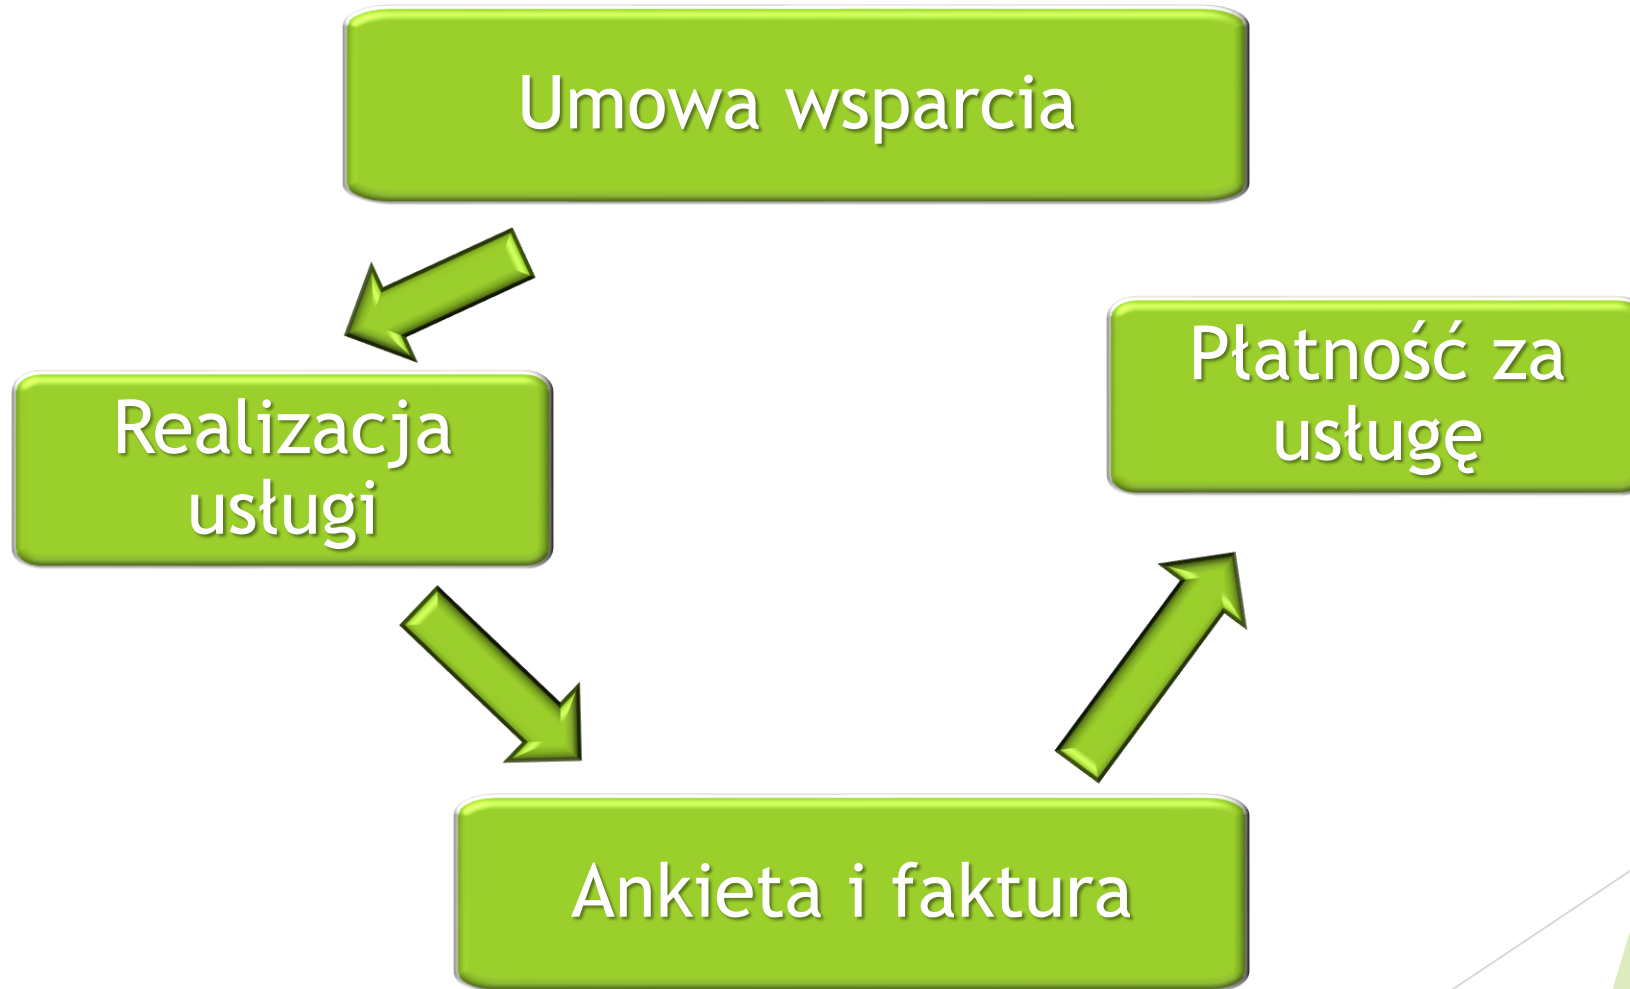 Umowa wsparcia
Realizacja
usługi
Ankieta i faktura
Płatność za
usługę